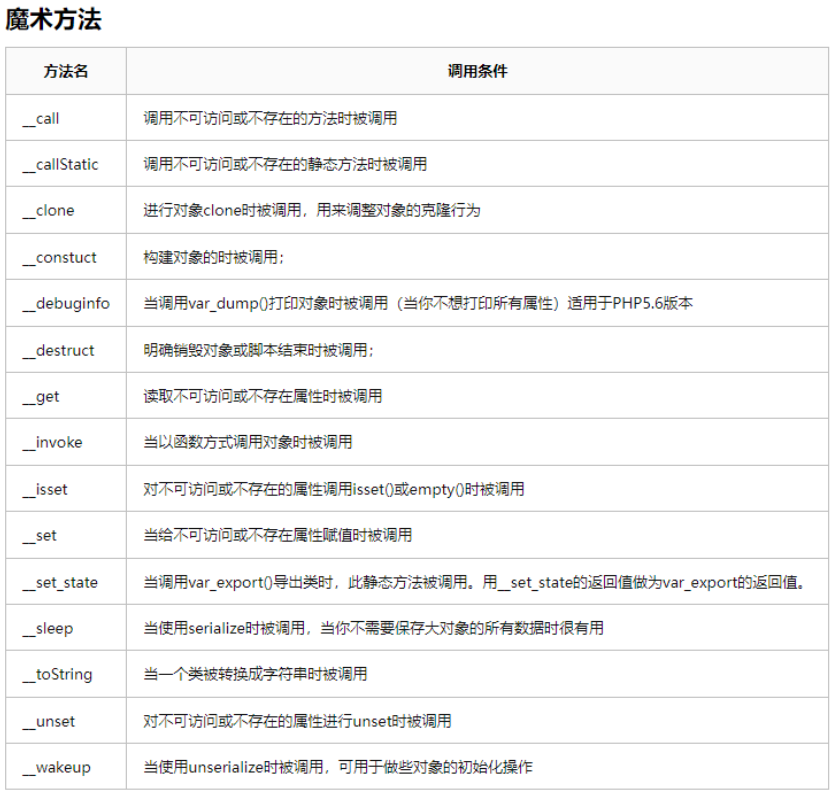 魔术方法
方法名 调用条件
__call 调用不可访问或不存在的方法时被调用
__callStatic 调用不可访问或不存在的静态方法时被调用
__clone 进行对象clone时被调用，用来调整对象的克隆行为
__constuct 构建对象的时被调用；
__debuginfo 当调用var_dump()打印对象时被调用（当你不想打印所有属性）适用于PHP5.6版本
__destruct 明确销毁对象或脚本结束时被调用；
__get 读取不可访问或不存在属性时被调用
__invoke 当以函数方式调用对象时被调用
__isset 对不可访问或不存在的属性调用isset()或empty()时被调用
__set 当给不可访问或不存在属性赋值时被调用
__set_state 当调用var_export()导出类时，此静态方法被调用。用__set_state的返回值做为var_export的返回值。
__sleep 当使用serialize时被调用，当你不需要保存大对象的所有数据时很有用
__toString 当一个类被转换成字符串时被调用
__unset 对不可访问或不存在的属性进行unset时被调用
__wakeup 当使用unserialize时被调用，可用于做些对象的初始化操作